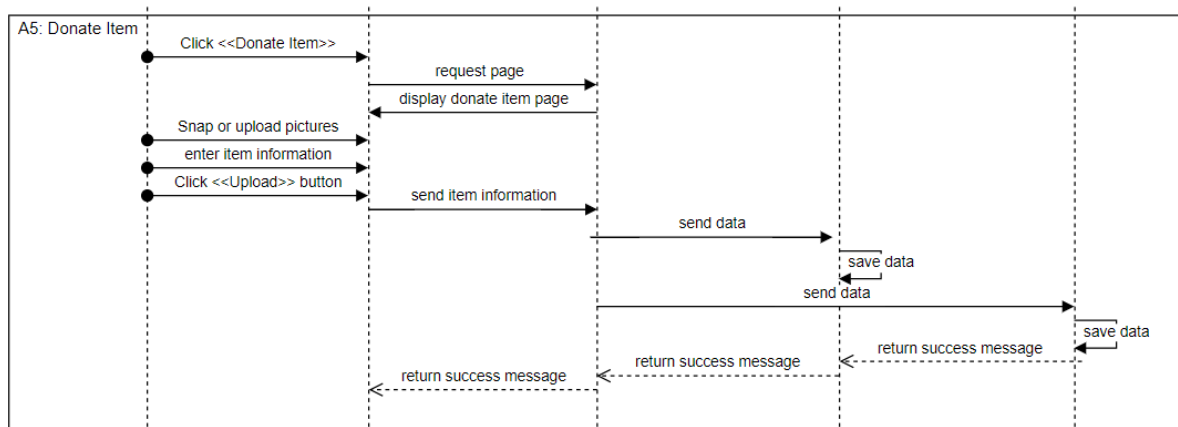 A5: Donate Item
Click <<Donate Item>>
request page
display donate item page
Snap or upload pictures
enter item information
Click <<Upload>> button
send item information
send data
save data
send data
save data
return success message
return success message
return success message